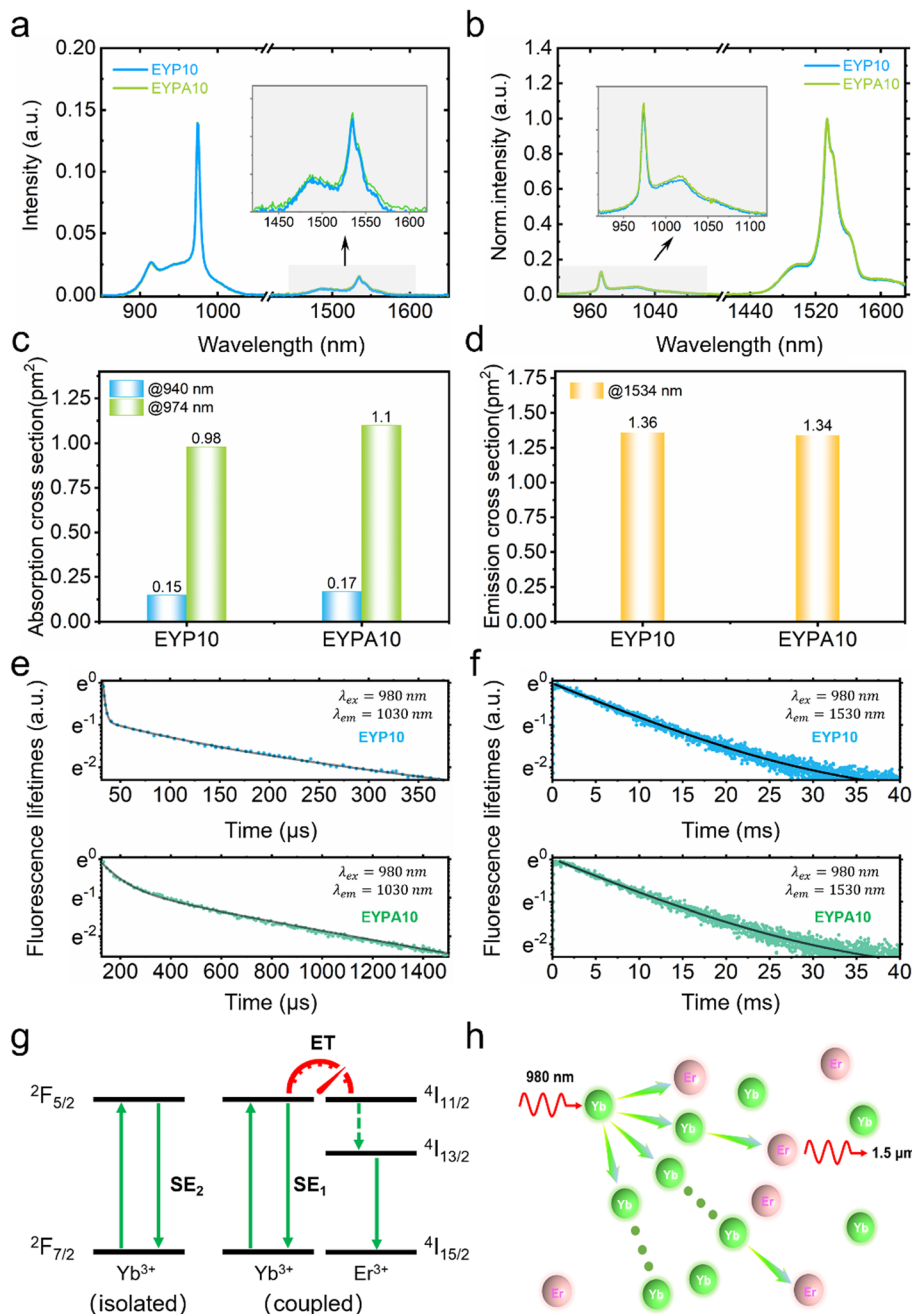 a
0.20
0.15
0.10
0.05
0.00
Intensity (a.u.)
EYP10
EYPA10
1450 1500 1550 1600
900 1000 1500 1600
Wavelength (nm)
b
1.4
1.2
1.0
0.8
0.6
0.4
0.2
0.0
Norm.intensity (a.u.)
EYP10
EYPA10
950 1000 1050 1100
960 1040 1440 1520 1600
Wavelength (nm)
c
1.25
1.00
0.75
0.50
0.25
0.00
Absorption cross section(pm²)
@940 nm
@974 nm
0.15
0.98
0.17
1.1
EYP10 EYPA10
d
1.75
1.50
1.25
1.00
0.75
0.50
0.25
0.00
Emission cross section(pm²)
@1534 nm
1.36
1.34
EYP10 EYPA10
e
Fluorescence lifetimes (a.u.)
e⁰
e⁻¹
e⁻²
λₑₓ = 980 nm
λₑₘ = 1030 nm
EYP10
50 100 150 200 250 300 350
Time (µs)
e⁰
e⁻¹
e⁻²
λₑₓ = 980 nm
λₑₘ = 1030 nm
EYPA10
200 400 600 800 1000 1200 1400
Time (µs)
f
Fluorescence lifetimes (a.u.)
e⁰
e⁻¹
e⁻²
λₑₓ = 980 nm
λₑₘ = 1530 nm
EYP10
0 5 10 15 20 25 30 35 40
Time (ms)
e⁰
e⁻¹
e⁻²
λₑₓ = 980 nm
λₑₘ = 1530 nm
EYPA10
0 5 10 15 20 25 30 35 40
Time (ms)
g
ET
²F₅/₂
⁴I₁₁/₂
⁴I₁₃/₂
SE₂
SE₁
²F₇/₂
⁴I₁₅/₂
Yb³⁺ Yb³⁺ Er³⁺
(isolated) (coupled)
h
980 nm
Yb
Er
Er
Yb
Yb
Yb
Er
1.5 µm
Yb
Yb
Er
Yb
Yb
Er
Yb
Yb
Er